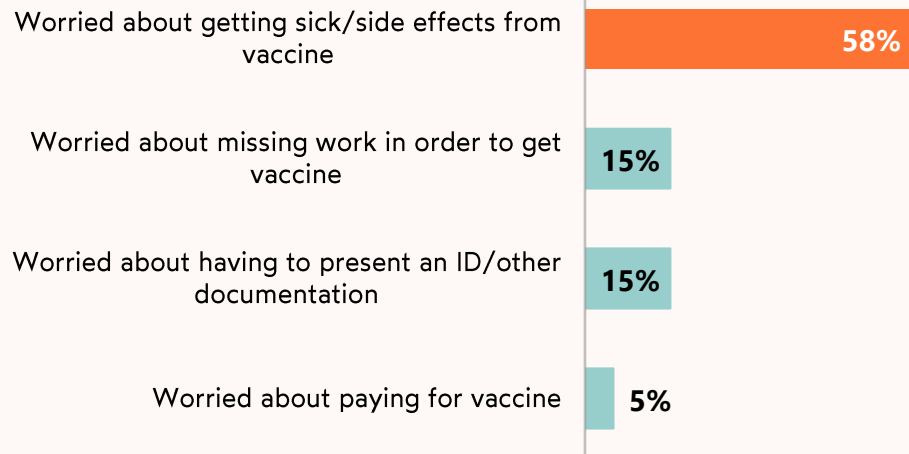 Worried about getting sick/side effects from
vaccine
58%
Worried about missing work in order to get
vaccine
15%
Worried about having to present an ID/other
documentation
15%
Worried about paying for vaccine
5%